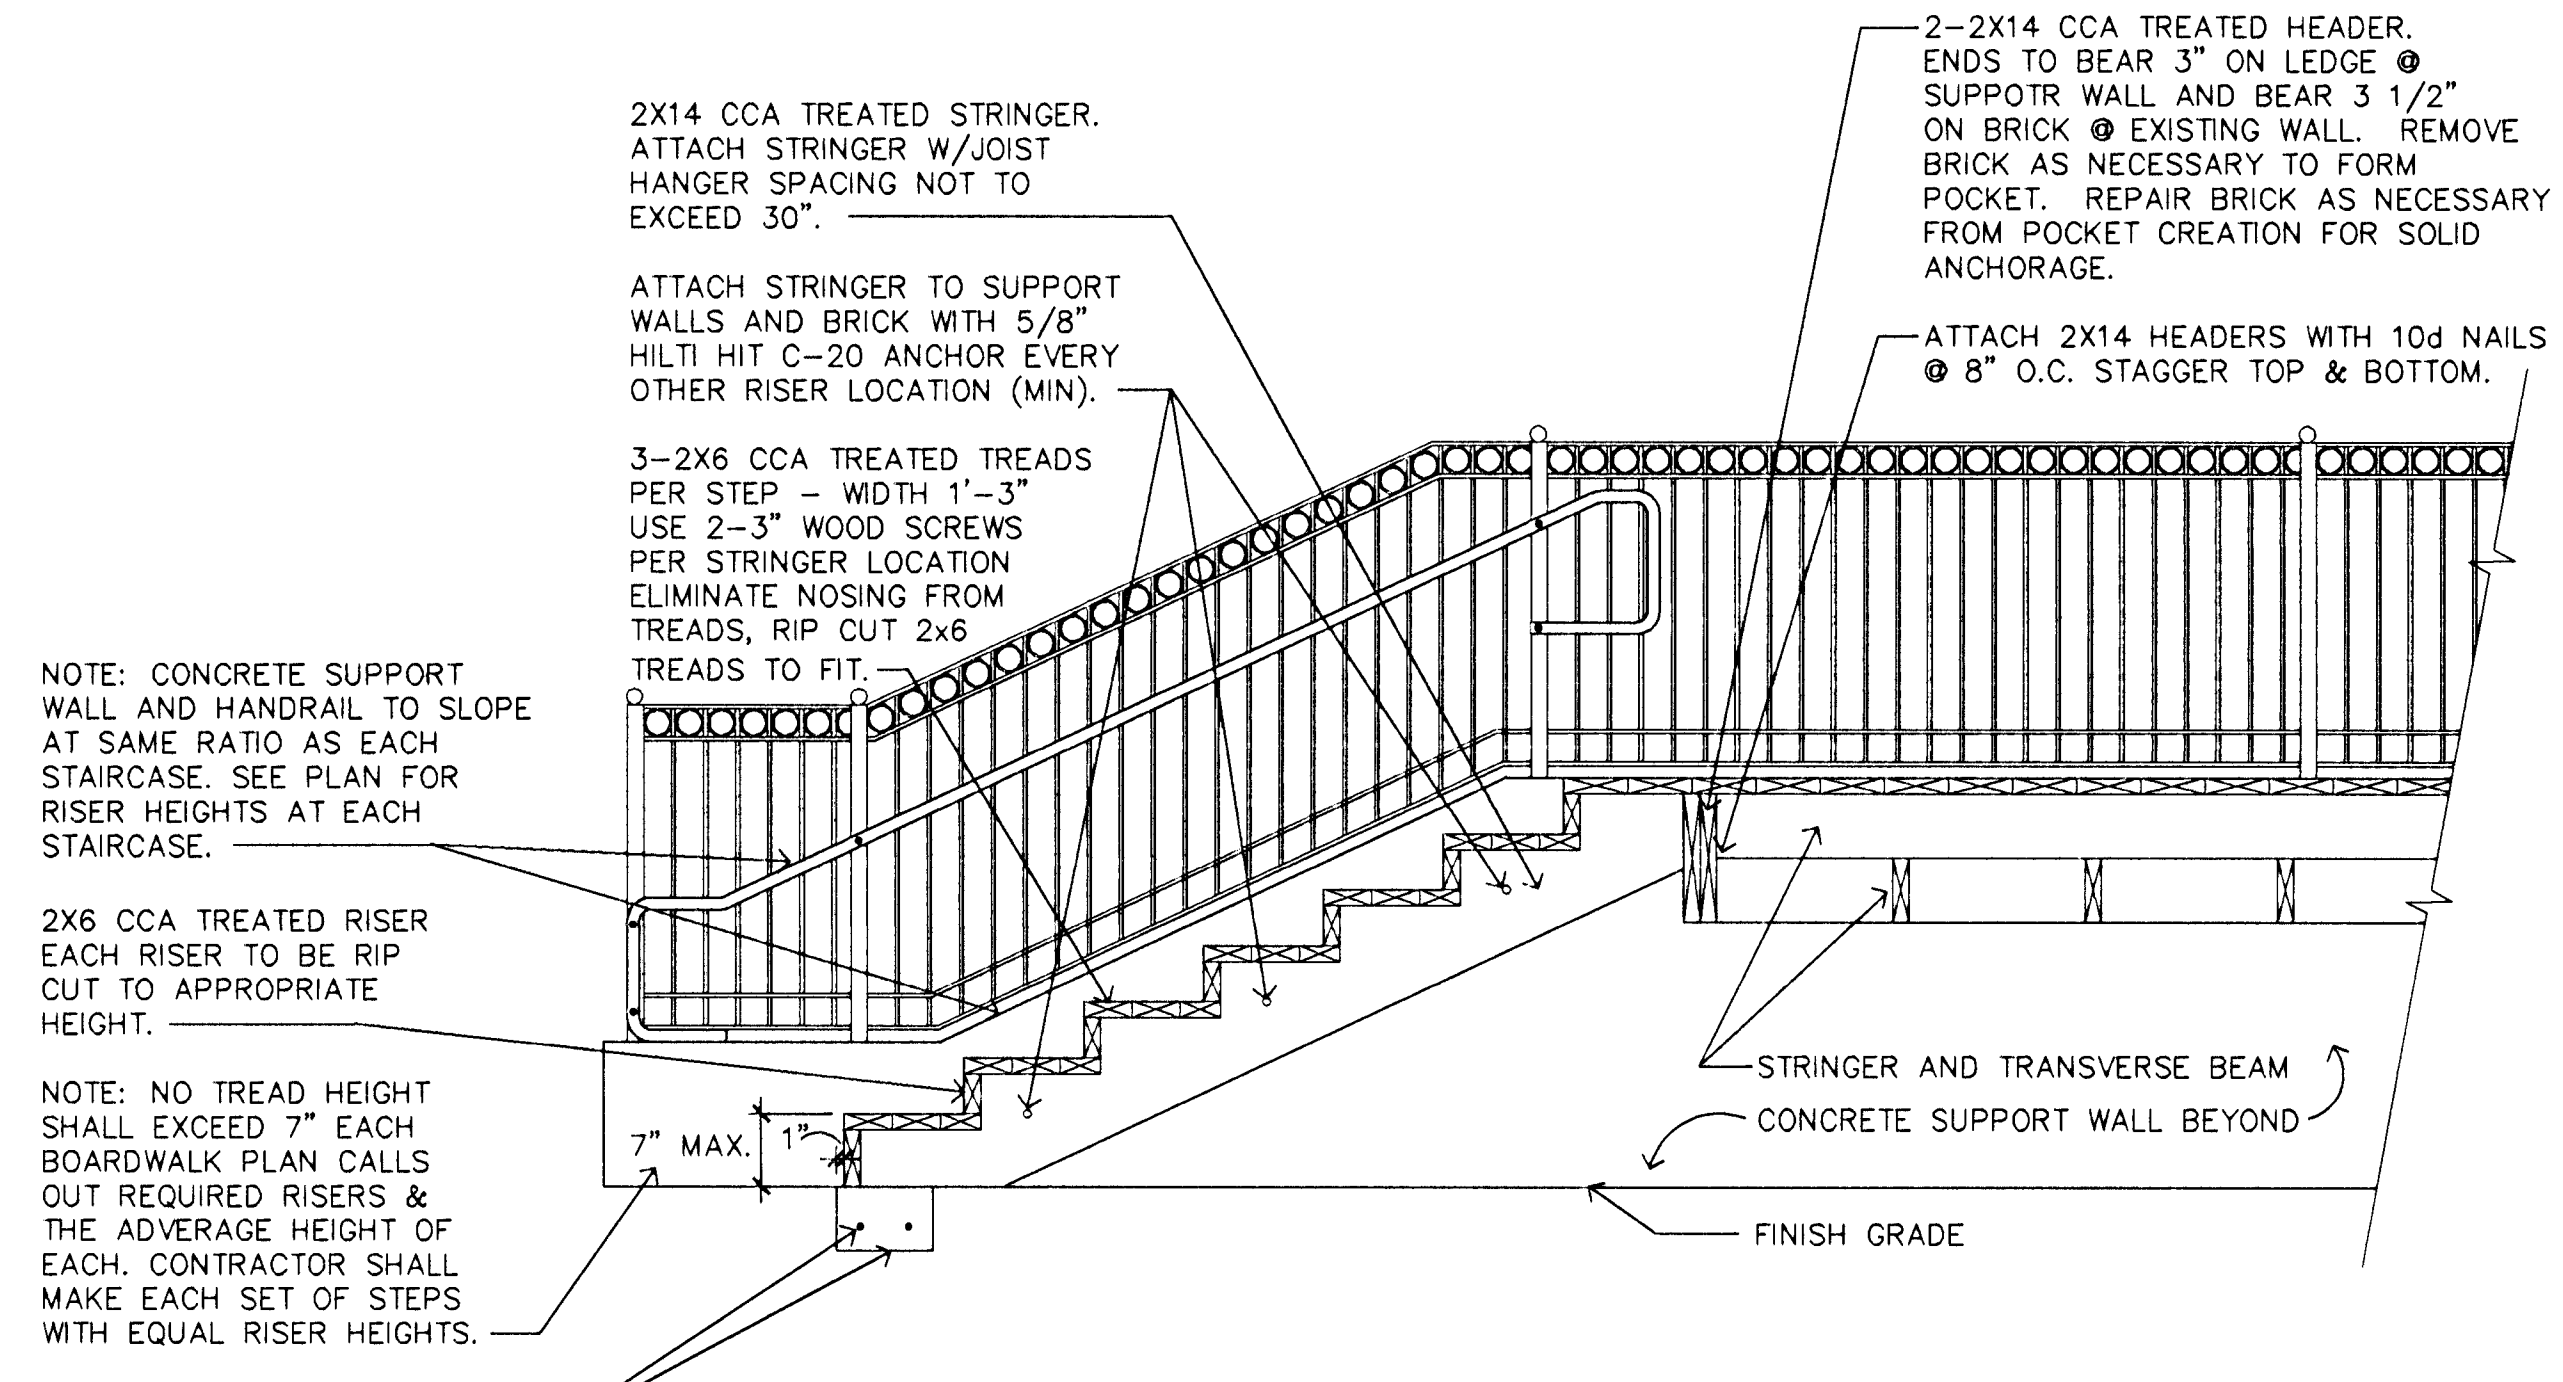 2X14 CCA TREATED STRINGER.
ATTACH STRINGER W/JOIST
HANGER SPACING NOT TO
EXCEED 30".
ATTACH STRINGER TO SUPPORT
WALLS AND BRICK WITH 5/8"
HILTI HIT C-20 ANCHOR EVERY
OTHER RISER LOCATION (MIN).
3-2X6 CCA TREATED TREADS
PER STEP - WIDTH 1'-3"
USE 2-3" WOOD SCREWS
PER STRINGER LOCATION
ELIMINATE NOSING FROM
TREADS, RIP CUT 2x6
TREADS TO FIT.
2-2X14 CCA TREATED HEADER.
ENDS TO BEAR 3" ON LEDGE @
SUPPOTR WALL AND BEAR 3 1/2"
ON BRICK @ EXISTING WALL. REMOVE
BRICK AS NECESSARY TO FORM
POCKET. REPAIR BRICK AS NECESSARY
FROM POCKET CREATION FOR SOLID
ANCHORAGE.
ATTACH 2X14 HEADERS WITH 10d NAILS
@ 8" O.C. STAGGER TOP & BOTTOM.
NOTE: CONCRETE SUPPORT
WALL AND HANDRAIL TO SLOPE
AT SAME RATIO AS EACH
STAIRCASE. SEE PLAN FOR
RISER HEIGHTS AT EACH
STAIRCASE.
2X6 CCA TREATED RISER
EACH RISER TO BE RIP
CUT TO APPROPRIATE
HEIGHT.
NOTE: NO TREAD HEIGHT
SHALL EXCEED 7" EACH
BOARDWALK PLAN CALLS
OUT REQUIRED RISERS &
THE ADVERAGE HEIGHT OF
EACH. CONTRACTOR SHALL
MAKE EACH SET OF STEPS
WITH EQUAL RISER HEIGHTS.
7" MAX.
1"
STRINGER AND TRANSVERSE BEAM
CONCRETE SUPPORT WALL BEYOND
FINISH GRADE